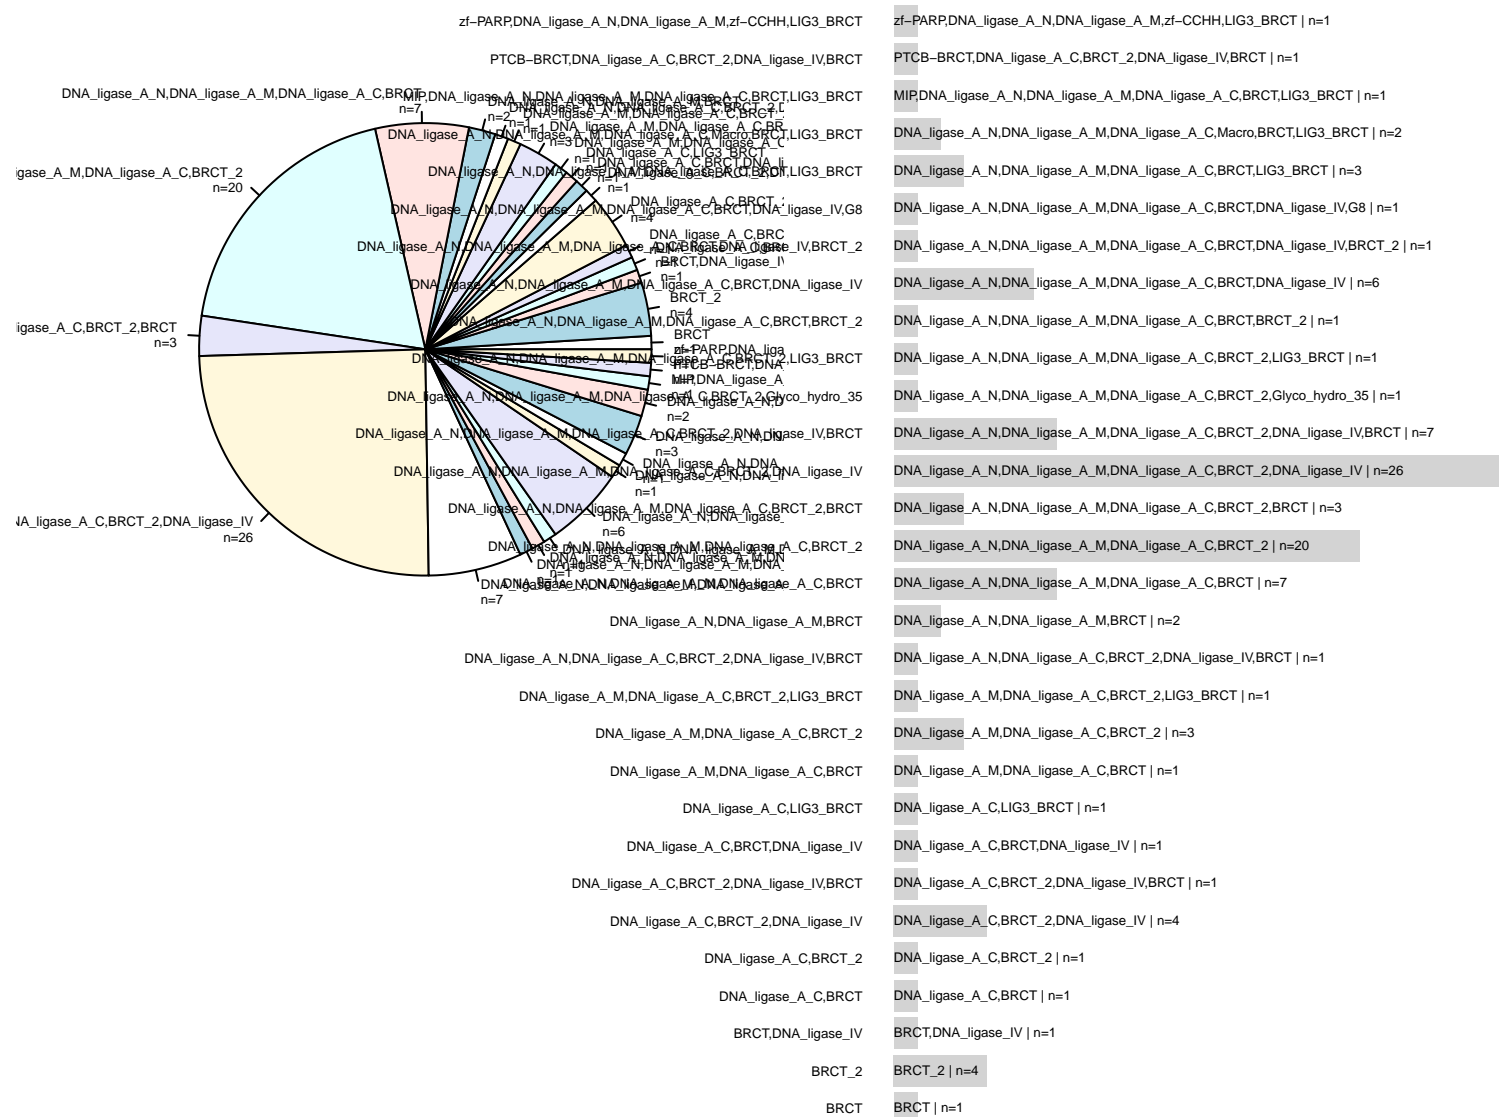 zf−PARP,DNA_ligase_A_N,DNA_ligase_A_M,zf−CCHH,LIG3_BRCT
zf−PARP,DNA_ligase_A_N,DNA_ligase_A_M,zf−CCHH,LIG3_BRCT | n=1
PTCB−BRCT,DNA_ligase_A_C,BRCT_2,DNA_ligase_IV,BRCT
PTCB−BRCT,DNA_ligase_A_C,BRCT_2,DNA_ligase_IV,BRCT | n=1
MIP,DNA_ligase_A_N,DNA_ligase_A_M,DNA_ligase_A_C,BRCT,LIG3_BRCT
MIP,DNA_ligase_A_N,DNA_ligase_A_M,DNA_ligase_A_C,BRCT,LIG3_BRCT | n=1
DNA_ligase_A_N,DNA_ligase_A_M,DNA_ligase_A_C,Macro,BRCT,LIG3_BRCT
DNA_ligase_A_N,DNA_ligase_A_M,DNA_ligase_A_C,Macro,BRCT,LIG3_BRCT | n=2
DNA_ligase_A_N,DNA_ligase_A_M,DNA_ligase_A_C,BRCT,LIG3_BRCT
DNA_ligase_A_N,DNA_ligase_A_M,DNA_ligase_A_C,BRCT,LIG3_BRCT | n=3
DNA_ligase_A_N,DNA_ligase_A_M,DNA_ligase_A_C,BRCT,DNA_ligase_IV,G8
DNA_ligase_A_N,DNA_ligase_A_M,DNA_ligase_A_C,BRCT,DNA_ligase_IV,G8 | n=1
DNA_ligase_A_N,DNA_ligase_A_M,DNA_ligase_A_C,BRCT,DNA_ligase_IV,BRCT_2
DNA_ligase_A_N,DNA_ligase_A_M,DNA_ligase_A_C,BRCT,DNA_ligase_IV,BRCT_2 | n=1
DNA_ligase_A_N,DNA_ligase_A_M,DNA_ligase_A_C,BRCT,DNA_ligase_IV
DNA_ligase_A_N,DNA_ligase_A_M,DNA_ligase_A_C,BRCT,DNA_ligase_IV | n=6
DNA_ligase_A_N,DNA_ligase_A_M,DNA_ligase_A_C,BRCT,BRCT_2
DNA_ligase_A_N,DNA_ligase_A_M,DNA_ligase_A_C,BRCT,BRCT_2 | n=1
DNA_ligase_A_N,DNA_ligase_A_M,DNA_ligase_A_C,BRCT_2,LIG3_BRCT
DNA_ligase_A_N,DNA_ligase_A_M,DNA_ligase_A_C,BRCT_2,LIG3_BRCT | n=1
DNA_ligase_A_N,DNA_ligase_A_M,DNA_ligase_A_C,BRCT_2,Glyco_hydro_35
DNA_ligase_A_N,DNA_ligase_A_M,DNA_ligase_A_C,BRCT_2,Glyco_hydro_35 | n=1
DNA_ligase_A_N,DNA_ligase_A_M,DNA_ligase_A_C,BRCT_2,DNA_ligase_IV,BRCT
DNA_ligase_A_N,DNA_ligase_A_M,DNA_ligase_A_C,BRCT_2,DNA_ligase_IV,BRCT | n=7
DNA_ligase_A_N,DNA_ligase_A_M,DNA_ligase_A_C,BRCT_2,DNA_ligase_IV
DNA_ligase_A_N,DNA_ligase_A_M,DNA_ligase_A_C,BRCT_2,DNA_ligase_IV | n=26
DNA_ligase_A_N,DNA_ligase_A_M,DNA_ligase_A_C,BRCT_2,BRCT
DNA_ligase_A_N,DNA_ligase_A_M,DNA_ligase_A_C,BRCT_2,BRCT | n=3
DNA_ligase_A_N,DNA_ligase_A_M,DNA_ligase_A_C,BRCT_2
DNA_ligase_A_N,DNA_ligase_A_M,DNA_ligase_A_C,BRCT_2 | n=20
DNA_ligase_A_N,DNA_ligase_A_M,DNA_ligase_A_C,BRCT
DNA_ligase_A_N,DNA_ligase_A_M,DNA_ligase_A_C,BRCT | n=7
DNA_ligase_A_N,DNA_ligase_A_M,BRCT
DNA_ligase_A_N,DNA_ligase_A_M,BRCT | n=2
DNA_ligase_A_N,DNA_ligase_A_C,BRCT_2,DNA_ligase_IV,BRCT
DNA_ligase_A_N,DNA_ligase_A_C,BRCT_2,DNA_ligase_IV,BRCT | n=1
DNA_ligase_A_M,DNA_ligase_A_C,BRCT_2,LIG3_BRCT
DNA_ligase_A_M,DNA_ligase_A_C,BRCT_2,LIG3_BRCT | n=1
DNA_ligase_A_M,DNA_ligase_A_C,BRCT_2
DNA_ligase_A_M,DNA_ligase_A_C,BRCT_2 | n=3
DNA_ligase_A_M,DNA_ligase_A_C,BRCT
DNA_ligase_A_M,DNA_ligase_A_C,BRCT | n=1
DNA_ligase_A_C,LIG3_BRCT
DNA_ligase_A_C,LIG3_BRCT | n=1
DNA_ligase_A_C,BRCT,DNA_ligase_IV
DNA_ligase_A_C,BRCT,DNA_ligase_IV | n=1
DNA_ligase_A_C,BRCT_2,DNA_ligase_IV,BRCT
DNA_ligase_A_C,BRCT_2,DNA_ligase_IV,BRCT | n=1
DNA_ligase_A_C,BRCT_2,DNA_ligase_IV
DNA_ligase_A_C,BRCT_2,DNA_ligase_IV | n=4
DNA_ligase_A_C,BRCT_2
DNA_ligase_A_C,BRCT_2 | n=1
DNA_ligase_A_C,BRCT
DNA_ligase_A_C,BRCT | n=1
BRCT,DNA_ligase_IV
BRCT,DNA_ligase_IV | n=1
BRCT_2
BRCT_2 | n=4
BRCT
BRCT | n=1
DNA_ligase_A_N,DNA_ligase_A_M,DNA_ligase_A_C,BRCT
n=7
ligase_A_M,DNA_ligase_A_C,BRCT_2
n=20
ligase_A_C,BRCT_2,BRCT
n=3
DNA_ligase_A_C,BRCT_2,DNA_ligase_IV
n=26
n=7
n=6
n=1
n=3
n=2
BRCT
BRCT_2
n=4
n=1
n=4
n=1
n=3
n=2